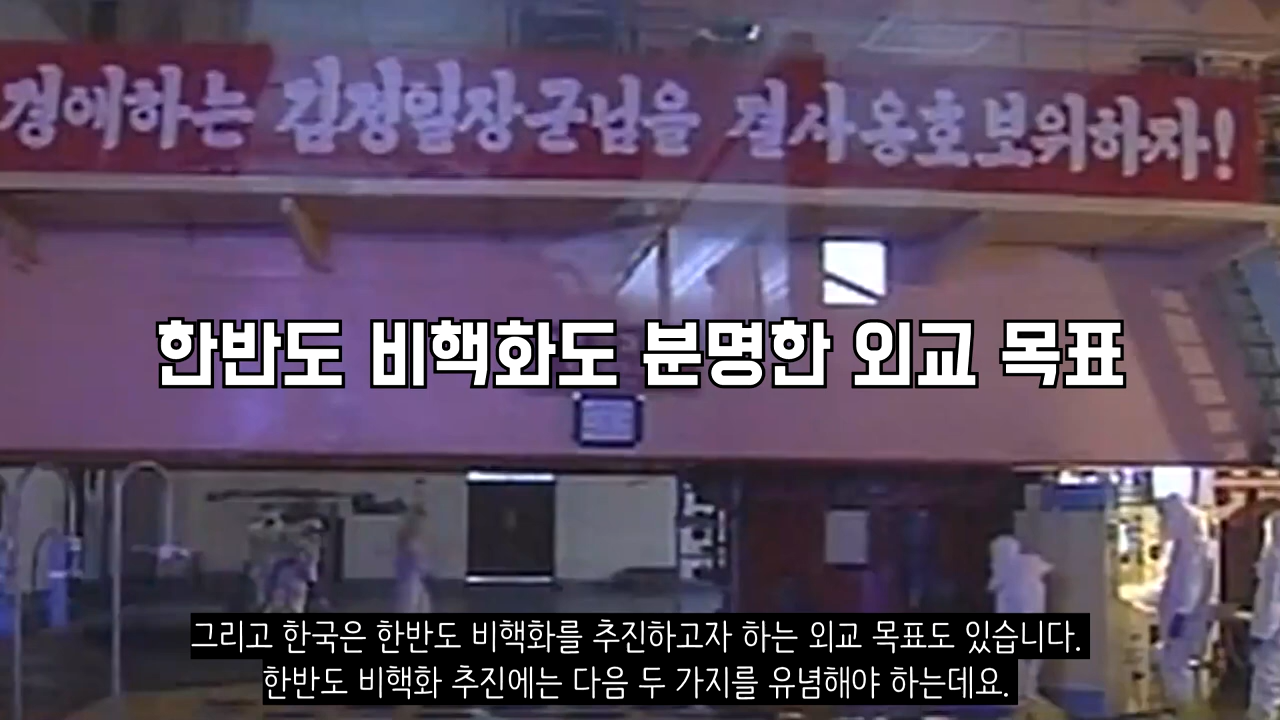 경애하는 김정일장군님을 결사옹호보위하자!
한반도 비핵화도 분명한 외교 목표
그리고 한국은 한반도 비핵화를 추진하고자 하는 외교 목표도 있습니다.
한반도 비핵화 추진에는 다음 두 가지를 유념해야 하는데요.